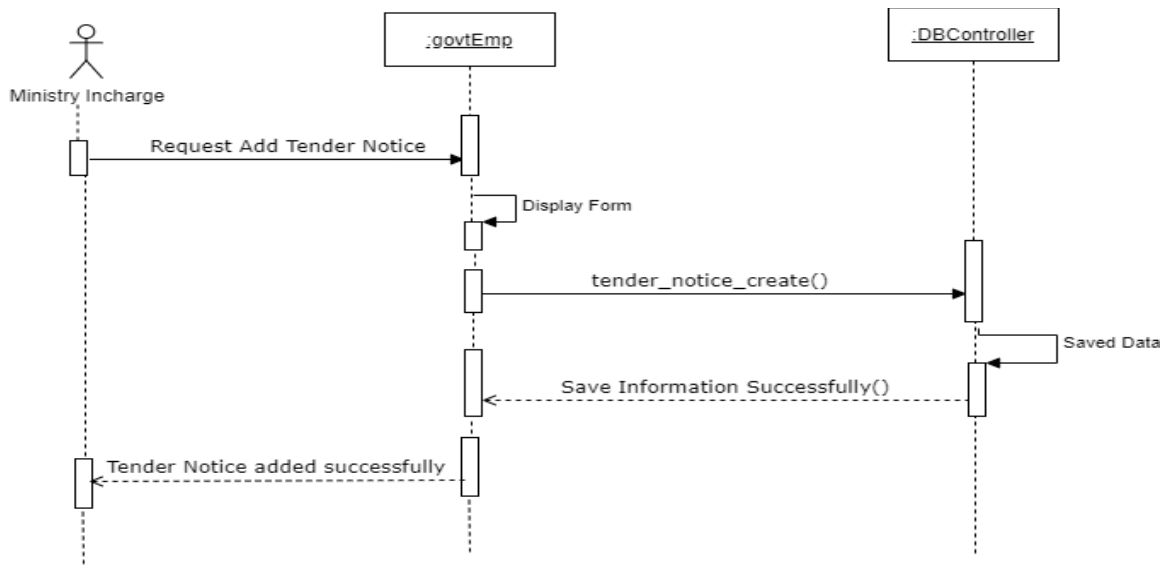 :govtEmp
:DBController
Ministry Incharge
Request Add Tender Notice
Display Form
tender_notice_create()
Saved Data
Save Information Successfully()
Tender Notice added successfully